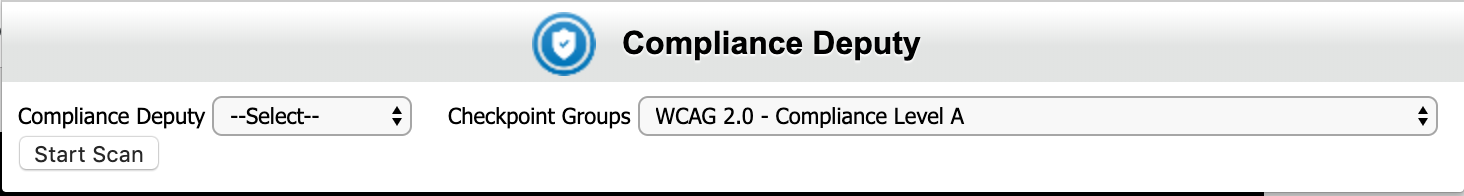 Compliance Deputy
Compliance Deputy --Select-- Checkpoint Groups WCAG 2.0 - Compliance Level A
Start Scan